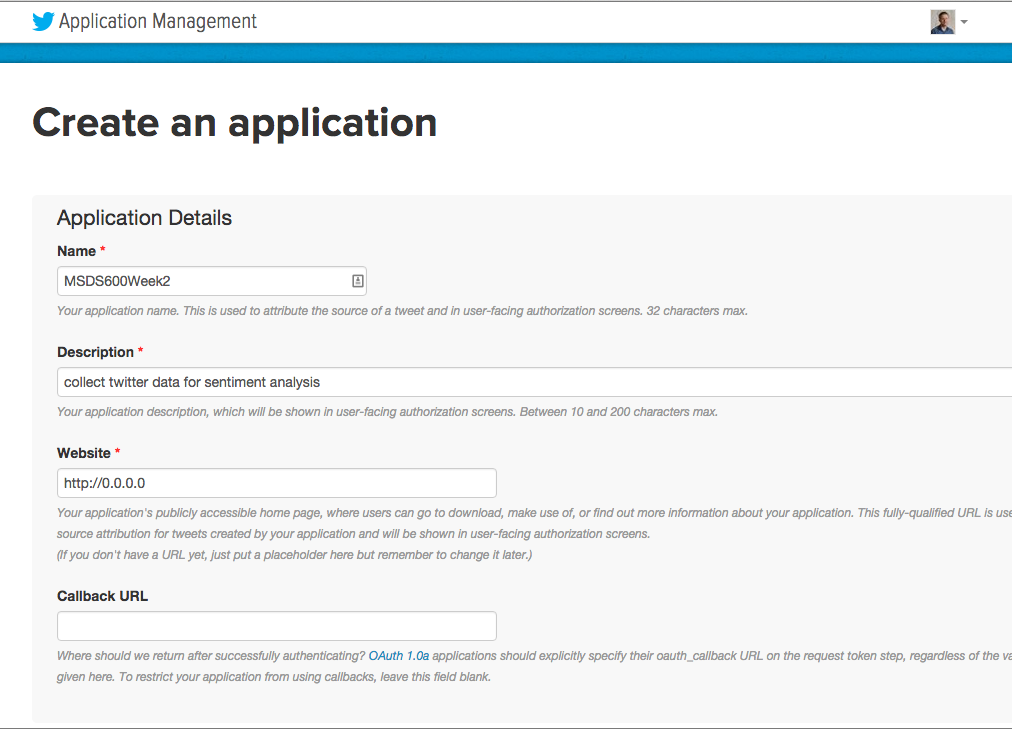 Application Management
Create an application
Application Details
Name *
MSDS600Week2
Your application name. This is used to attribute the source of a tweet and in user-facing authorization screens. 32 characters max.
Description *
collect twitter data for sentiment analysis
Your application description, which will be shown in user-facing authorization screens. Between 10 and 200 characters max.
Website *
http://0.0.0.0
Your application's publicly accessible home page, where users can go to download, make use of, or find out more information about your application. This fully-qualified URL is use
source attribution for tweets created by your application and will be shown in user-facing authorization screens.
(If you don't have a URL yet, just put a placeholder here but remember to change it later.)
Callback URL
Where should we return after successfully authenticating? OAuth 1.0a applications should explicitly specify their oauth_callback URL on the request token step, regardless of the va
given here. To restrict your application from using callbacks, leave this field blank.